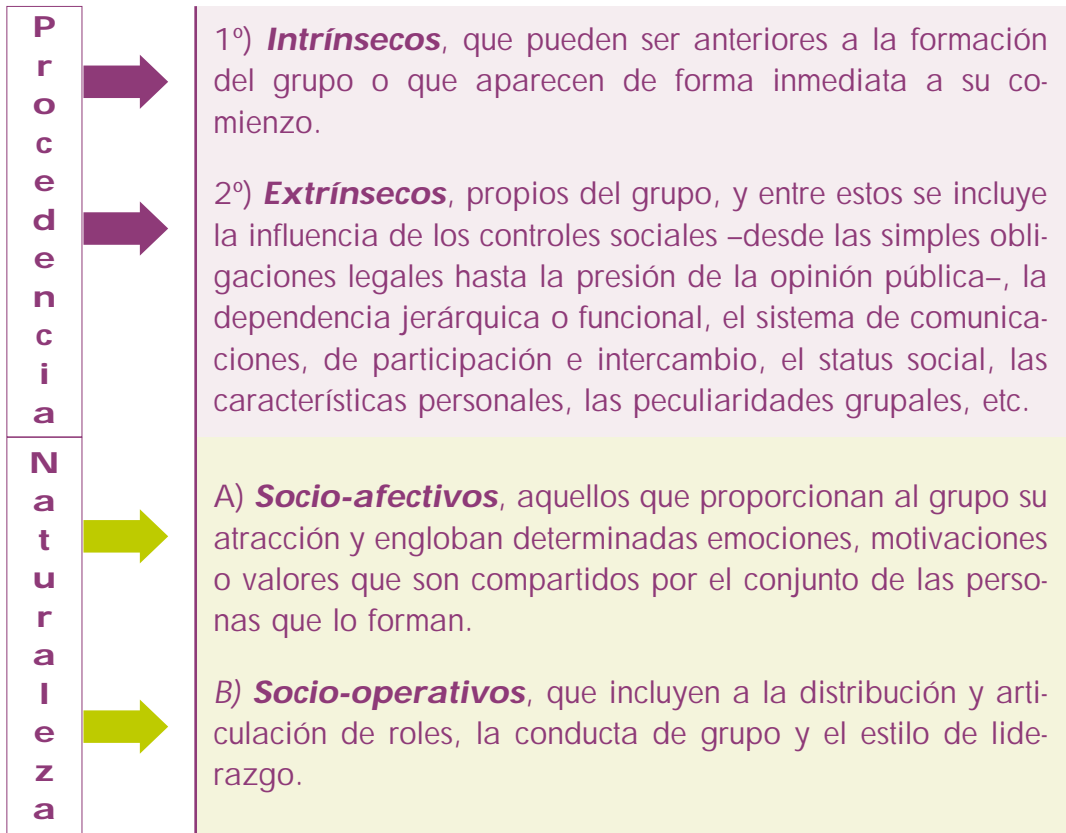 Procedencia
1º) Intrínsecos, que pueden ser anteriores a la formación
del grupo o que aparecen de forma inmediata a su co-
mienzo.
2º) Extrínsecos, propios del grupo, y entre estos se incluye
la influencia de los controles sociales –desde las simples obli-
gaciones legales hasta la presión de la opinión pública–, la
dependencia jerárquica o funcional, el sistema de comunica-
ciones, de participación e intercambio, el status social, las
características personales, las peculiaridades grupales, etc.
Naturaleza
A) Socio-afectivos, aquellos que proporcionan al grupo su
atracción y engloban determinadas emociones, motivaciones
o valores que son compartidos por el conjunto de las perso-
nas que lo forman.
B) Socio-operativos, que incluyen a la distribución y arti-
culación de roles, la conducta de grupo y el estilo de lide-
razgo.